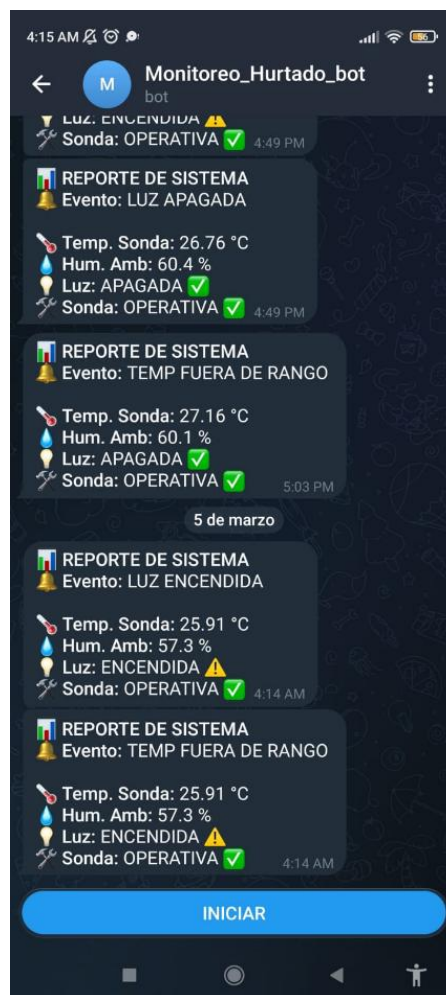 4:15 AM
56
M
Monitoreo_Hurtado_bot
bot
Luz: ENCENDIDA
Sonda: OPERATIVA 4:49 PM
REPORTE DE SISTEMA
Evento: LUZ APAGADA
Temp. Sonda: 26.76 °C
Hum. Amb: 60.4 %
Luz: APAGADA
Sonda: OPERATIVA 4:49 PM
REPORTE DE SISTEMA
Evento: TEMP FUERA DE RANGO
Temp. Sonda: 27.16 °C
Hum. Amb: 60.1 %
Luz: APAGADA
Sonda: OPERATIVA 5:03 PM
5 de marzo
REPORTE DE SISTEMA
Evento: LUZ ENCENDIDA
Temp. Sonda: 25.91 °C
Hum. Amb: 57.3 %
Luz: ENCENDIDA
Sonda: OPERATIVA 4:14 AM
REPORTE DE SISTEMA
Evento: TEMP FUERA DE RANGO
Temp. Sonda: 25.91 °C
Hum. Amb: 57.3 %
Luz: ENCENDIDA
Sonda: OPERATIVA 4:14 AM
INICIAR